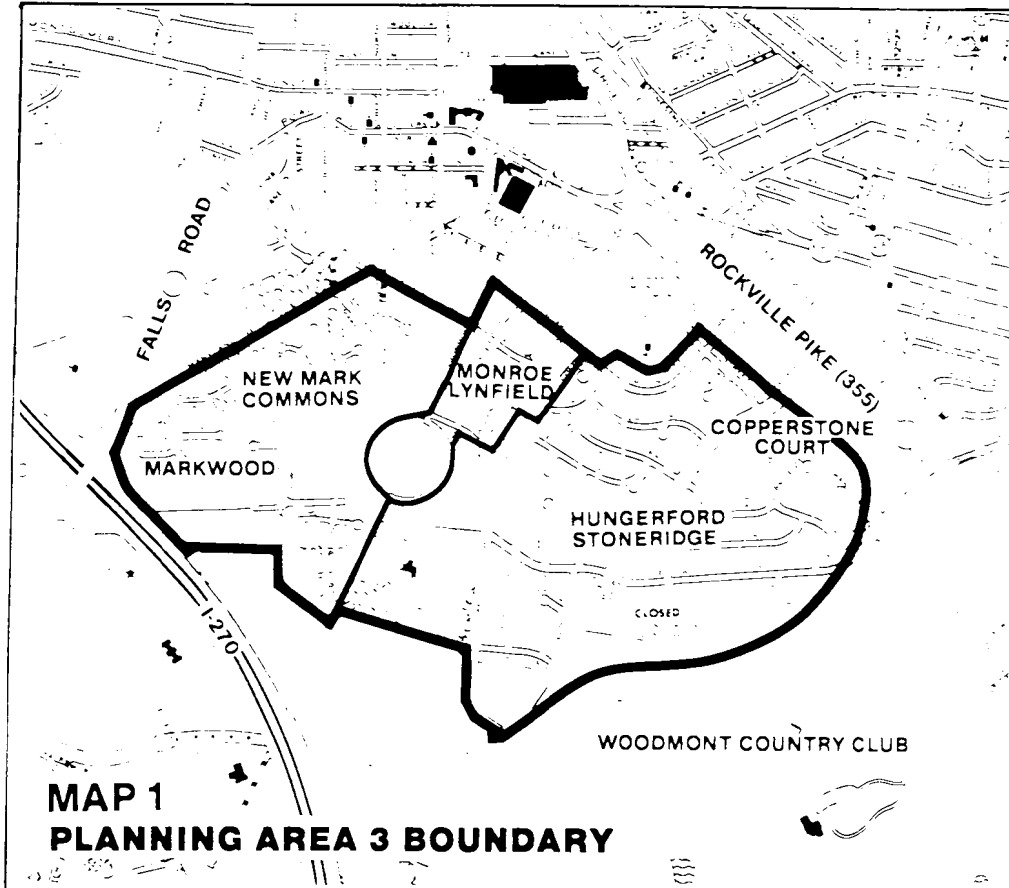 FALLS ( ) ROAD
ROCKVILLE PIKE (355)
NEW MARK
COMMONS
MONROE
LYNFIELD
COPPERSTONE
COURT
MARKWOOD
HUNGERFORD
STONERIDGE
CLOSED
I-270
WOODMONT COUNTRY CLUB
MAP 1
PLANNING AREA 3 BOUNDARY